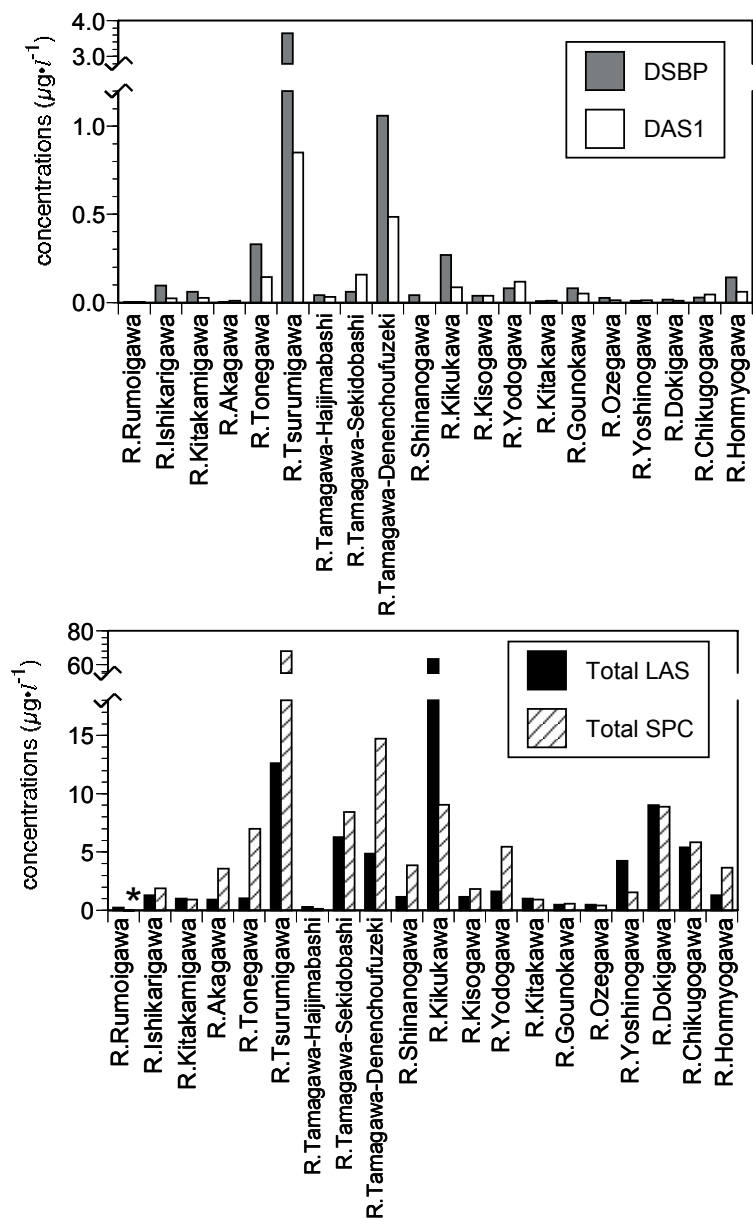 4.0
3.0
1.0
0.5
0.0
concentrations (µg•l⁻¹)
DSBP
DAS1
R.Rumoigawa
R.Ishikarigawa
R.Kitakamigawa
R.Akagawa
R.Tonegawa
R.Tsurumigawa
R.Tamagawa-Haijimabashi
R.Tamagawa-Sekidobashi
R.Tamagawa-Denenchoufuzeki
R.Shinanogawa
R.Kikukawa
R.Kisogawa
R.Yodogawa
R.Kitakawa
R.Gounokawa
R.Ozegawa
R.Yoshinogawa
R.Dokigawa
R.Chikugogawa
R.Honmyogawa
80
60
15
10
5
0
concentrations (µg•l⁻¹)
Total LAS
Total SPC
*
R.Rumoigawa
R.Ishikarigawa
R.Kitakamigawa
R.Akagawa
R.Tonegawa
R.Tsurumigawa
R.Tamagawa-Haijimabashi
R.Tamagawa-Sekidobashi
R.Tamagawa-Denenchoufuzeki
R.Shinanogawa
R.Kikukawa
R.Kisogawa
R.Yodogawa
R.Kitakawa
R.Gounokawa
R.Ozegawa
R.Yoshinogawa
R.Dokigawa
R.Chikugogawa
R.Honmyogawa